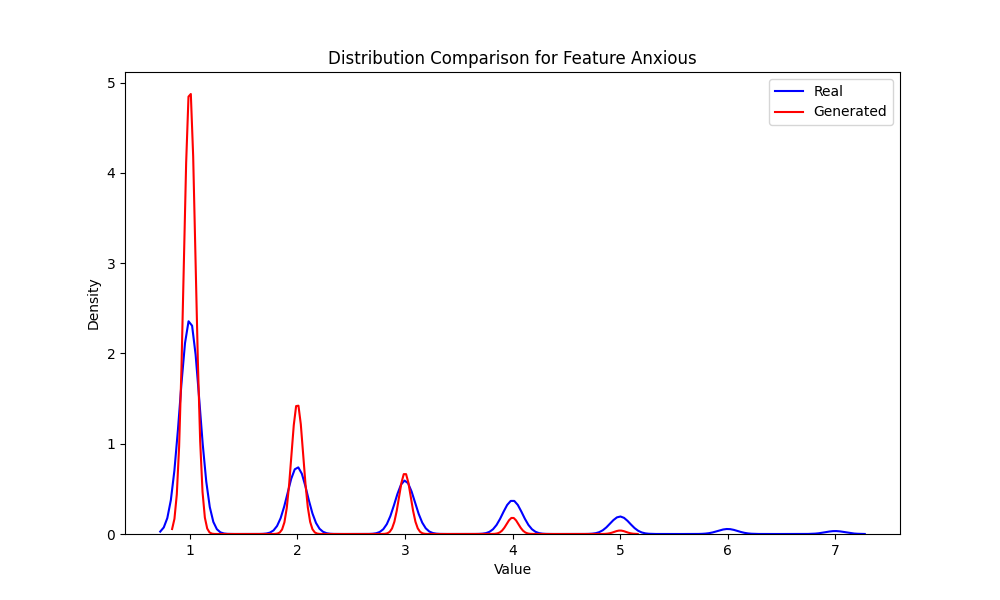 Distribution Comparison for Feature Anxious
Real
Generated
Density
5
4
3
2
1
0
1 2 3 4 5 6 7
Value